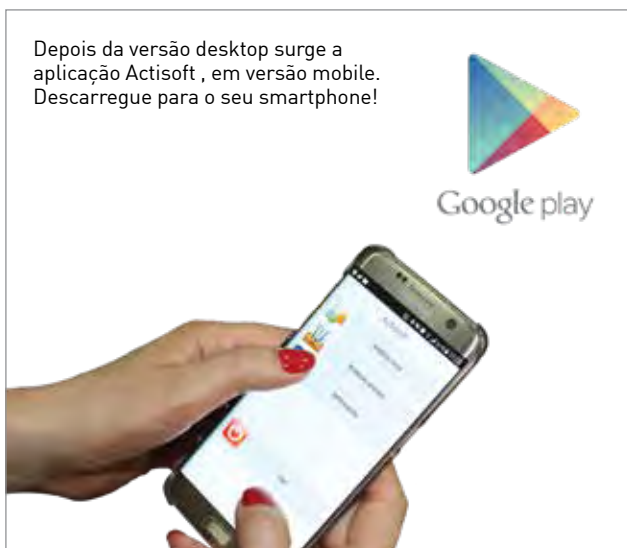 Depois da versão desktop surge a
aplicação Actisoft , em versão mobile.
Descarregue para o seu smartphone!
Google play